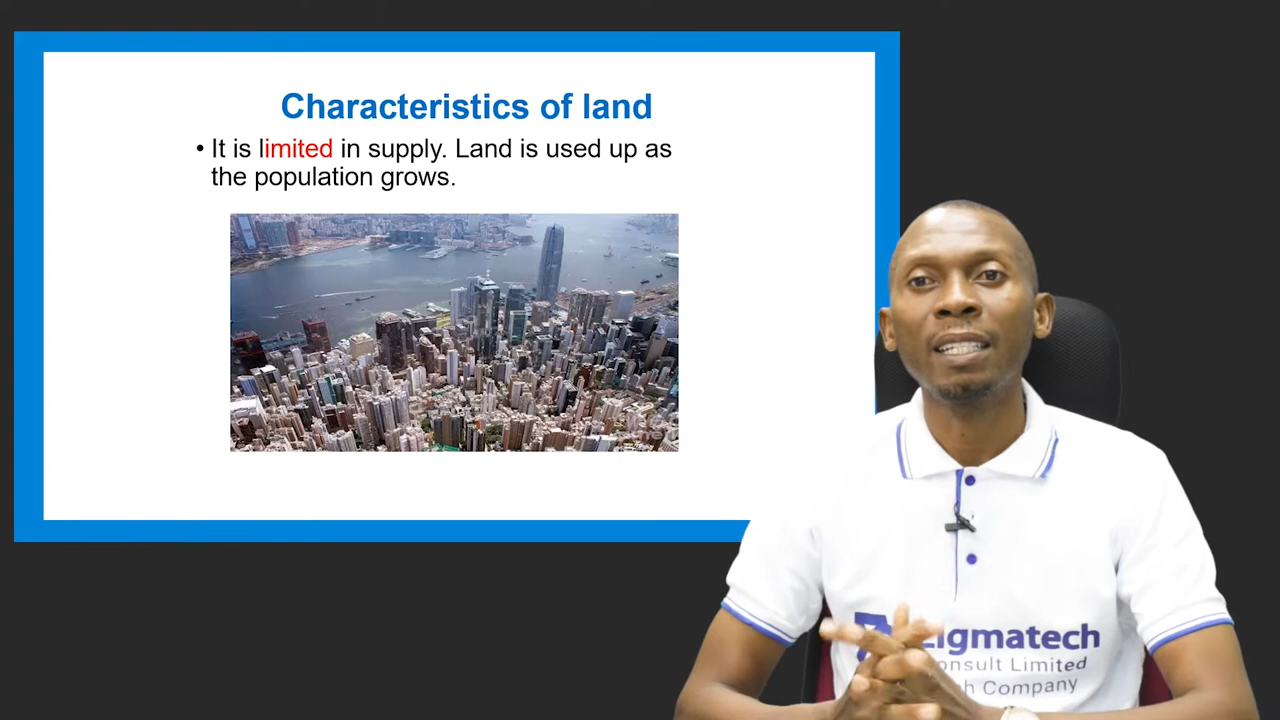 Characteristics of land
• It is limited in supply. Land is used up as
the population grows.
Zigmatech
onsult Limited
h Company